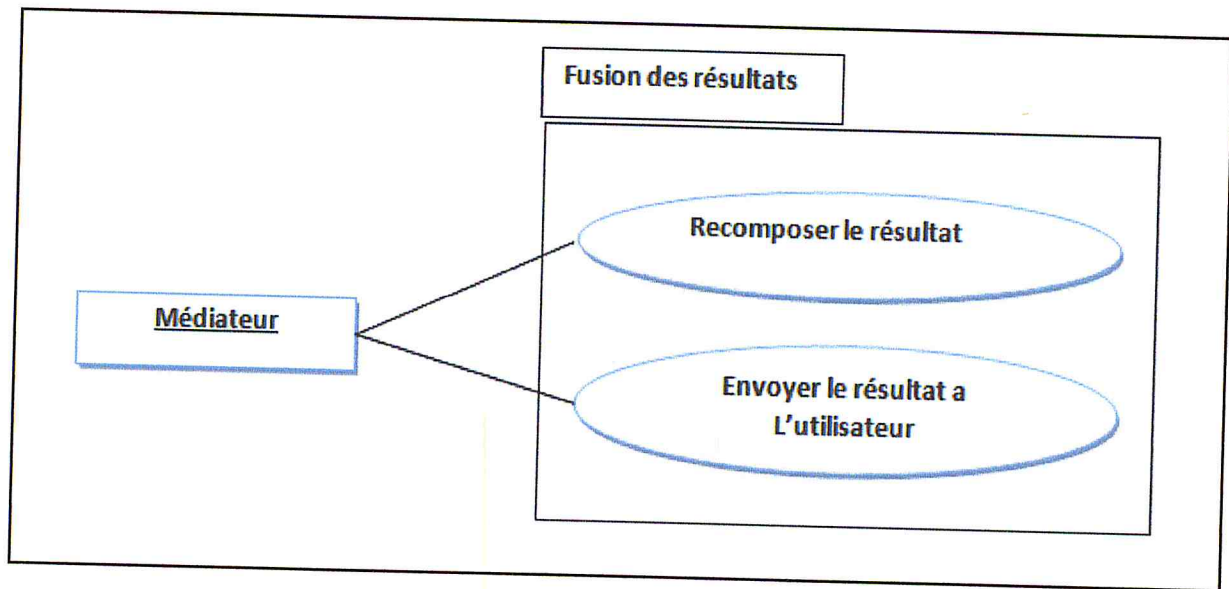 Fusion des résultats
Recomposer le résultat
Médiateur
Envoyer le résultat a
L'utilisateur